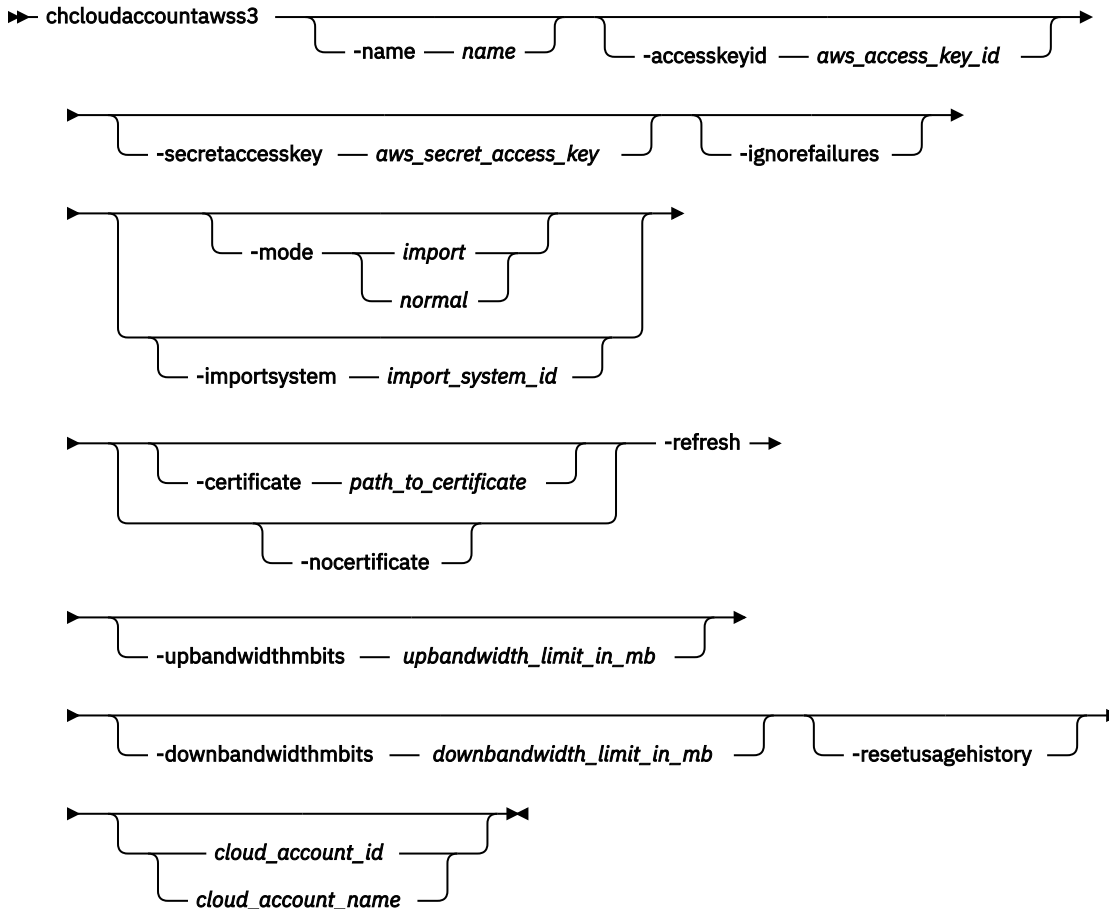 chcloudaccountawss3
-name name
-accesskeyid aws_access_key_id
-secretaccesskey aws_secret_access_key
-ignorefailures
-mode import
normal
-importsystem import_system_id
-refresh
-certificate path_to_certificate
-nocertificate
-upbandwidthmbits upbandwidth_limit_in_mb
-downbandwidthmbits downbandwidth_limit_in_mb
-resetusagehistory
cloud_account_id
cloud_account_name